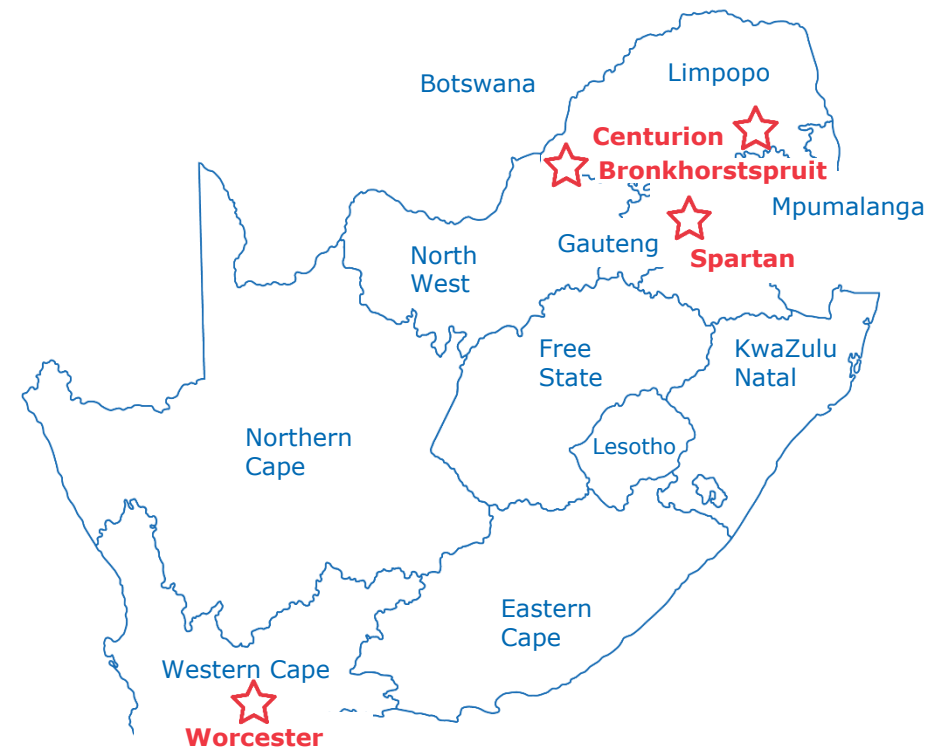 Limpopo
Botswana
Centurion
Bronkhorstspruit
Mpumalanga
Gauteng
North
West
Spartan
Free
State
KwaZulu
Natal
Northern
Cape
Lesotho
Eastern
Cape
Western Cape
Worcester